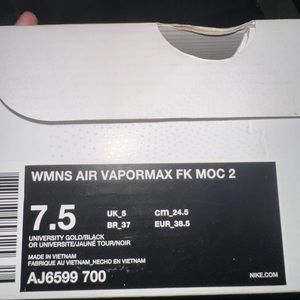 WMNS AIR VAPORMAX FK MOC 2
7.5 UK_5 cm_24.5
BR_37 EUR_38.5
UNIVERSITY GOLD/BLACK
OR UNIVERSITE/JAUNE TOUR/NOIR
MADE IN VIETNAM
FABRIQUE AU VIETNAM_HECHO EN VIETNAM
AJ6599 700 NIKE.COM